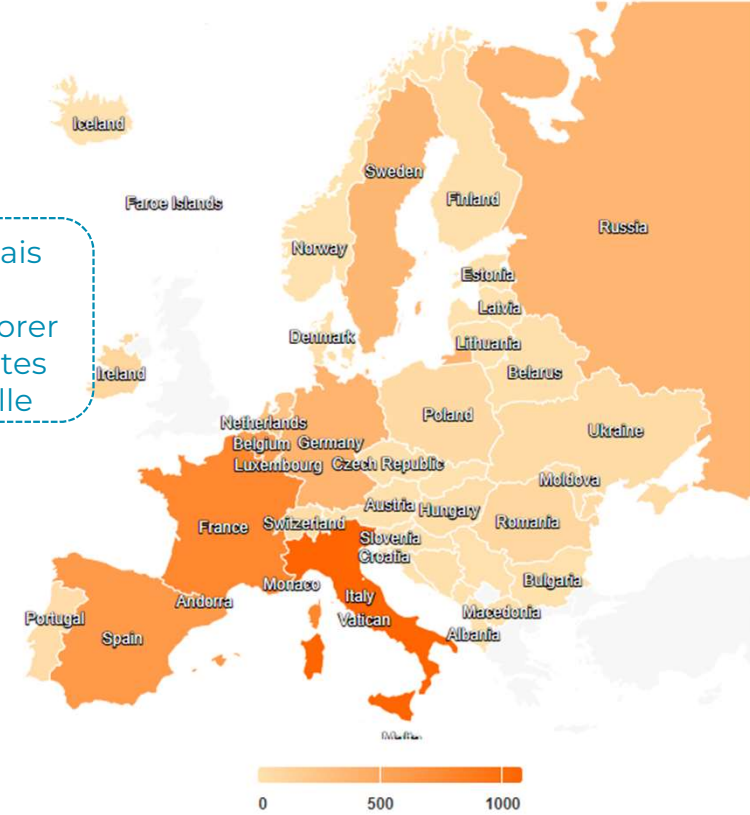 Iceland
Sweden
Finland
Faroe Islands
Russia
Norway
ais
Estonia
Latvia
orer
Denmark
Lithuania
tes
Ireland
Belarus
lle
Poland
Netherlands
Ukraine
Belgium Germany
Luxembourg Czech Republic
Moldova
Austria Hungary
France Switzerland
Romania
Slovenia
Croatia
Monaco
Bulgaria
Italy
Andorra
Portugal
Vatican
Macedonia
Spain
Albania
Malta
0 500 1000